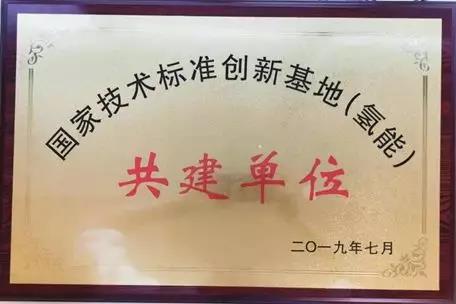 国家技术标准创新基地(氢能)
共建单位
二〇一九年七月